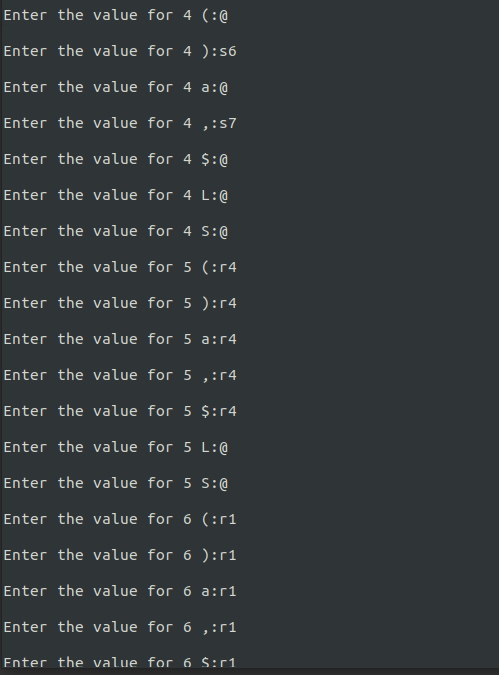 Enter the value for 4 (:@
Enter the value for 4 ):s6
Enter the value for 4 a:@
Enter the value for 4 ,:s7
Enter the value for 4 $:@
Enter the value for 4 L:@
Enter the value for 4 S:@
Enter the value for 5 (:r4
Enter the value for 5 ):r4
Enter the value for 5 a:r4
Enter the value for 5 ,:r4
Enter the value for 5 $:r4
Enter the value for 5 L:@
Enter the value for 5 S:@
Enter the value for 6 (:r1
Enter the value for 6 ):r1
Enter the value for 6 a:r1
Enter the value for 6 ,:r1
Enter the value for 6 $:r1